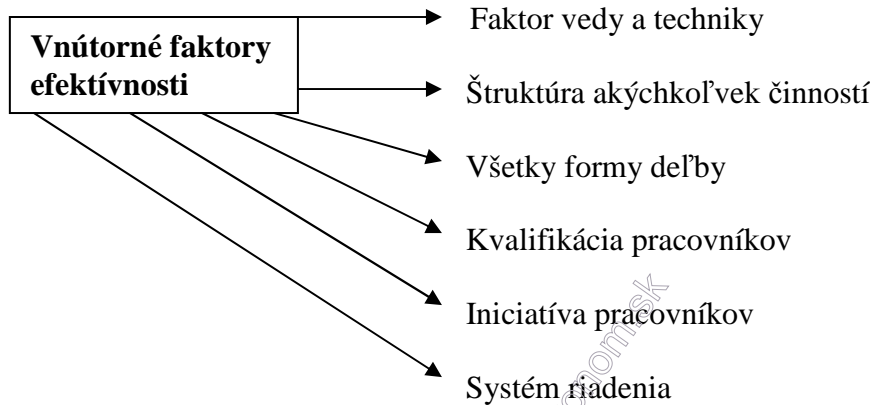 Vnútorné faktory
efektívnosti
Faktor vedy a techniky
Štruktúra akýchkoľvek činností
Všetky formy deľby
Kvalifikácia pracovníkov
Iniciatíva pracovníkov
Systém riadenia